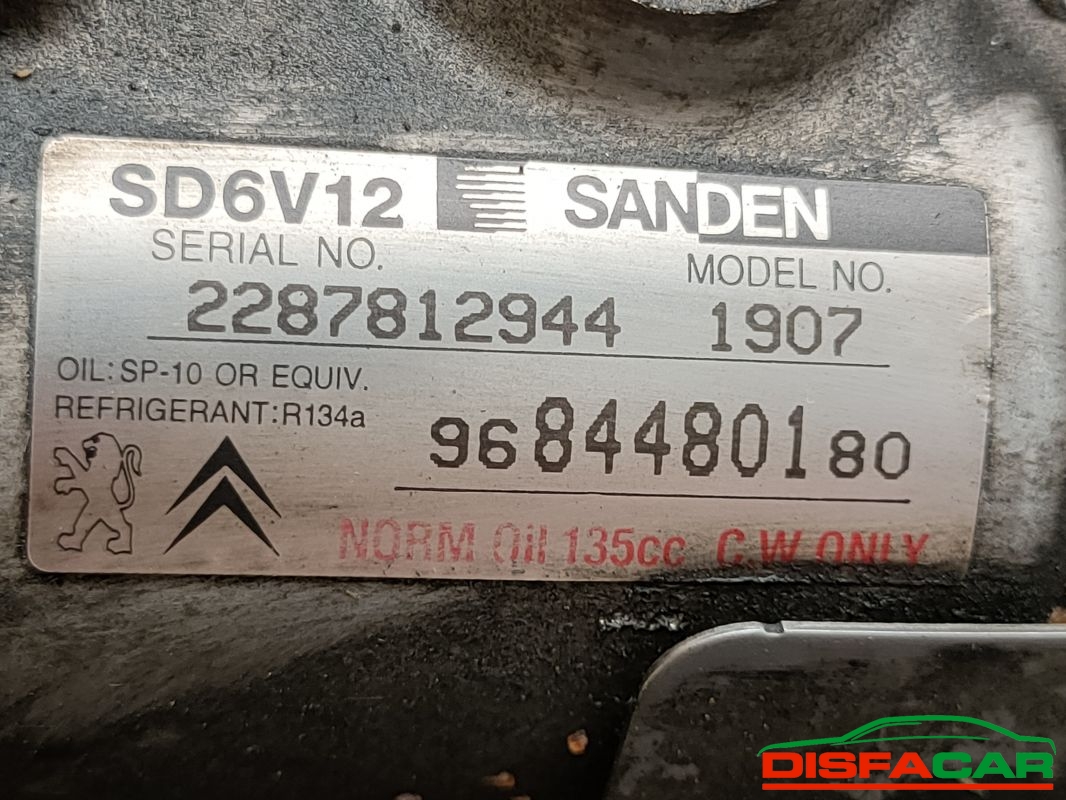 SD6V12 SANDEN
SERIAL NO. MODEL NO.
2287812944 1907
OIL:SP-10 OR EQUIV.
REFRIGERANT:R134a
9684480180
NORM Oil 135cc C.W ONLY
DISFACAR